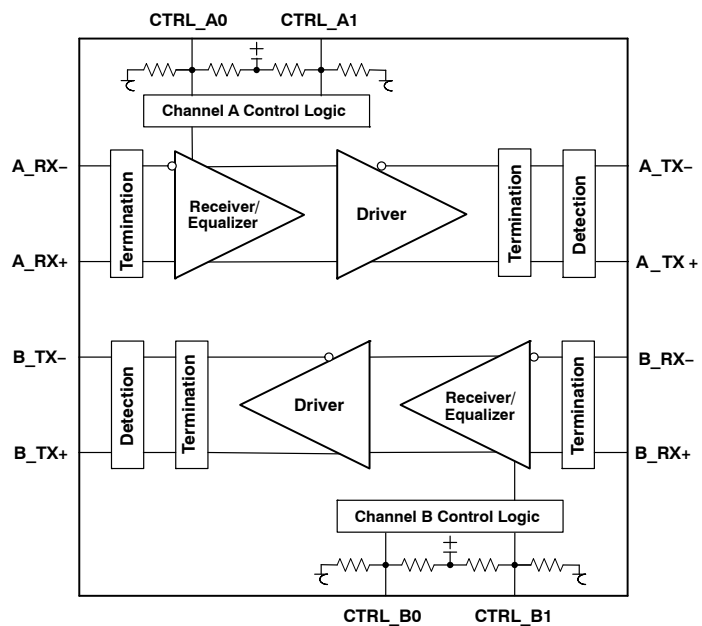 CTRL_A0 CTRL_A1
Channel A Control Logic
A_RX−
A_TX−
Termination
Receiver/
Equalizer
Driver
Termination
Detection
A_RX+
A_TX +
B_TX−
B_RX−
Detection
Termination
Driver
Receiver/
Equalizer
Termination
B_TX+
B_RX+
Channel B Control Logic
CTRL_B0 CTRL_B1